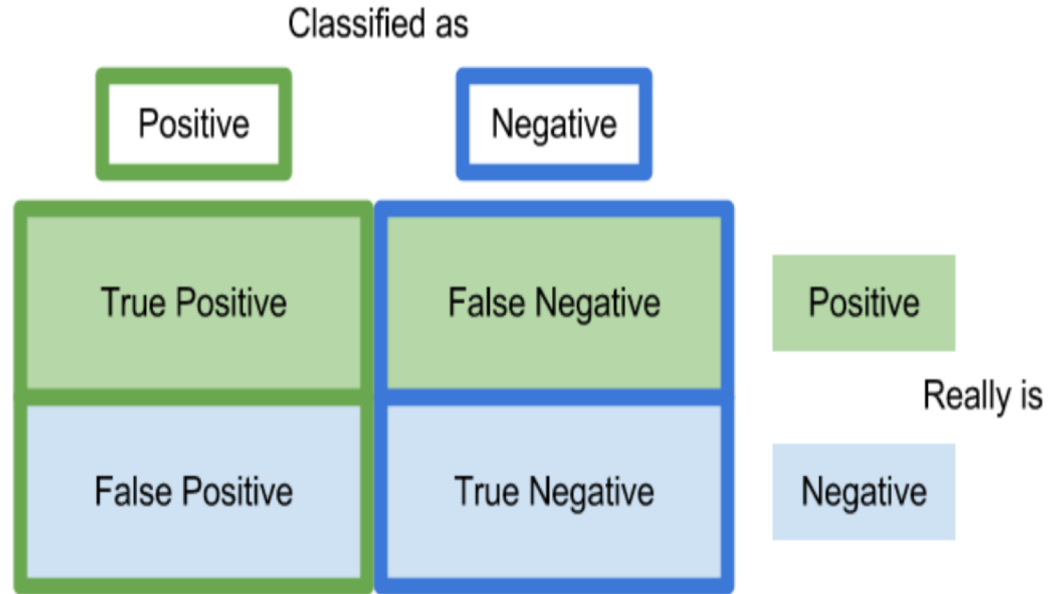 Classified as
Positive
Negative
True Positive
False Negative
Positive
Really is
False Positive
True Negative
Negative